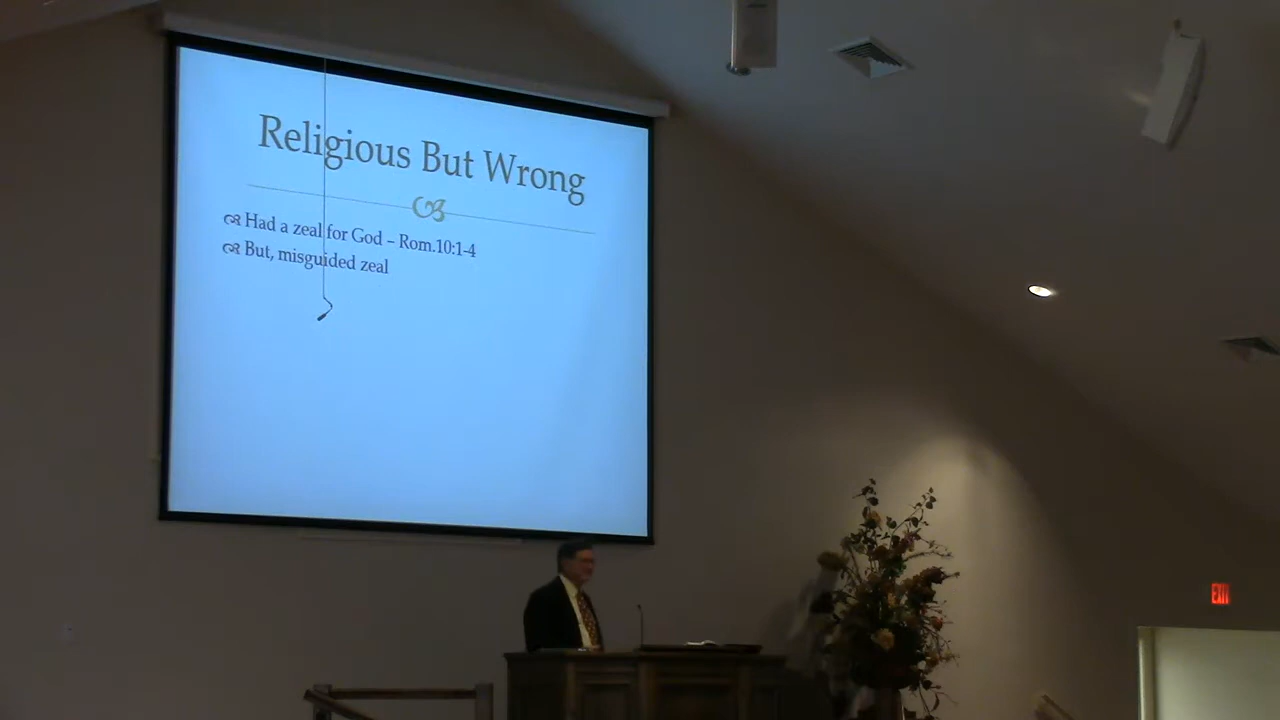 Religious But Wrong
Had a zeal for God – Rom.10:1-4
But, misguided zeal
EXIT